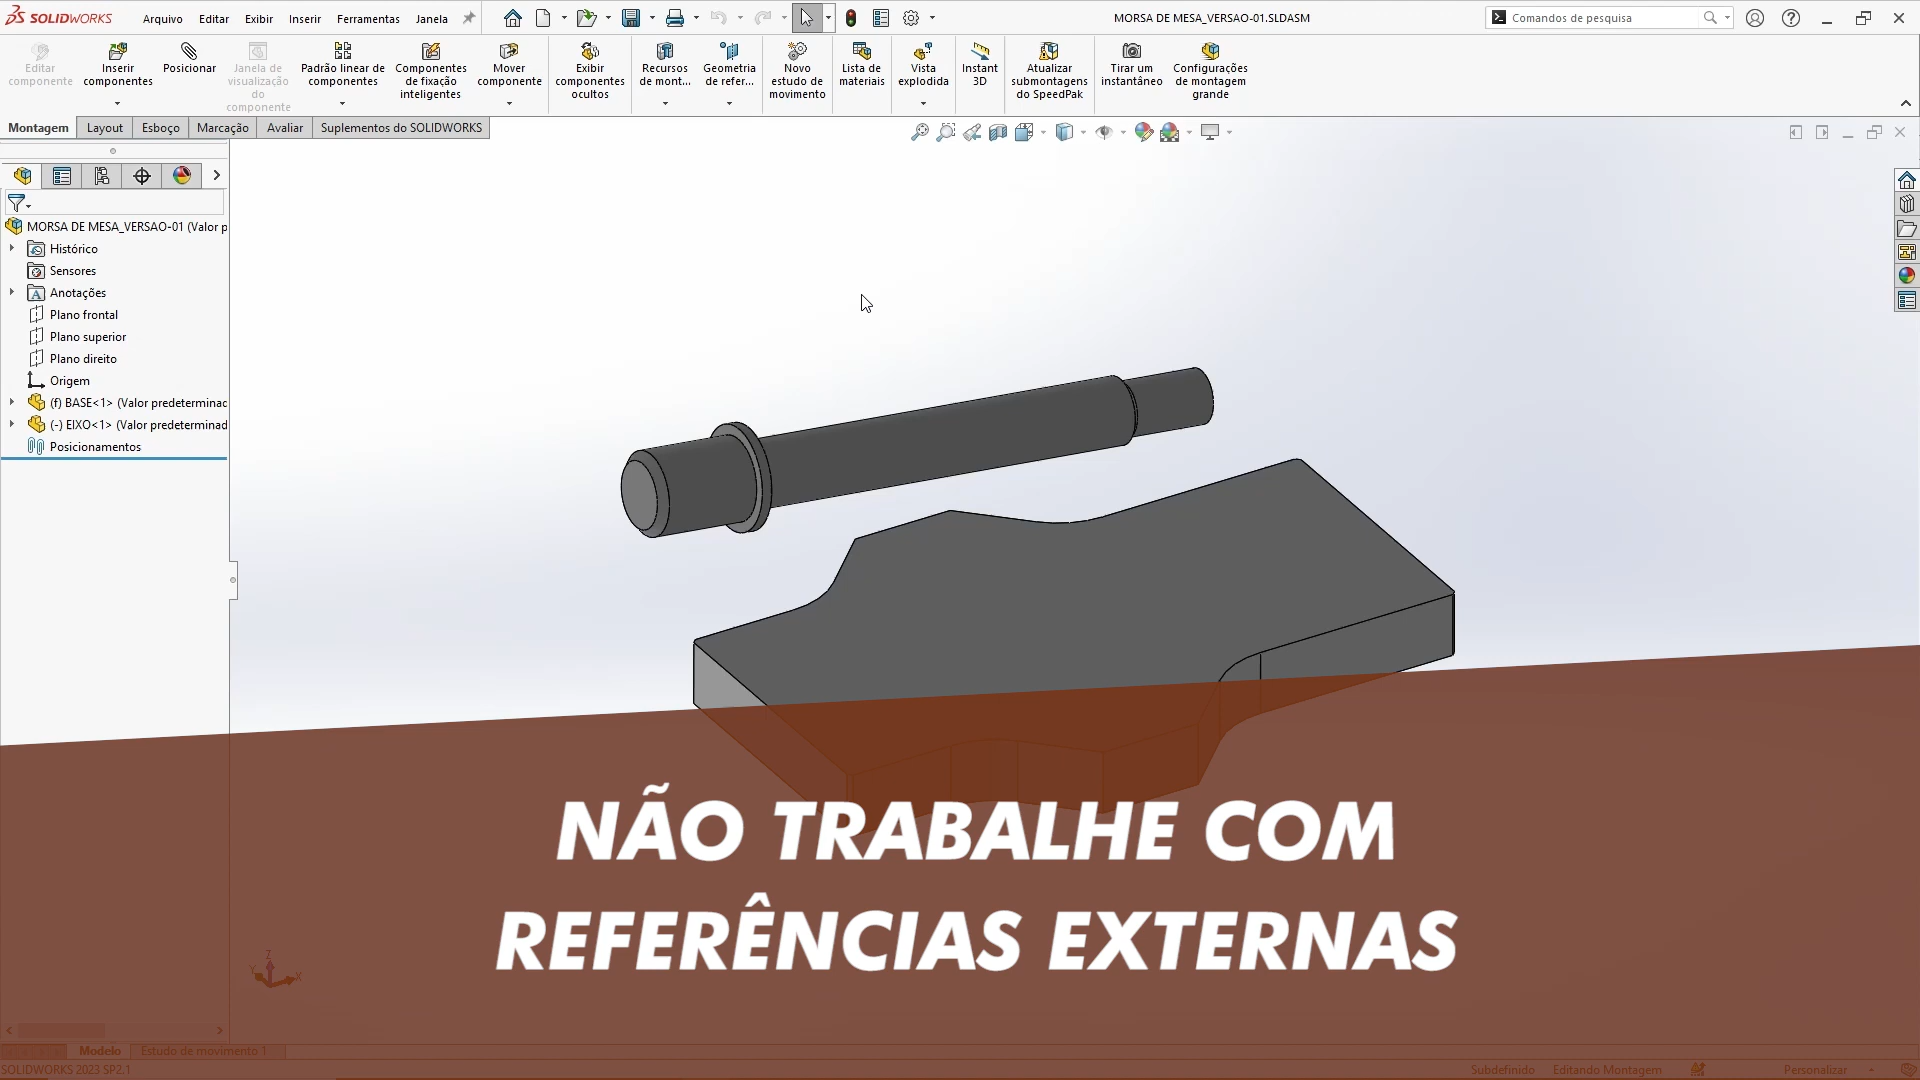 SOLIDWORKS
Arquivo Editar Exibir Inserir Ferramentas Janela
MORSA DE MESA_VERSAO-01.SLDASM
Comandos de pesquisa
Editar componente
Inserir componentes
Posicionar
Janela de visualização do componente
Padrão linear de componentes
Componentes de fixação inteligentes
Mover componente
Exibir componentes ocultos
Recursos de mont...
Geometria de refer...
Novo estudo de movimento
Lista de materiais
Vista explodida
Instant 3D
Atualizar submontagens do SpeedPak
Tirar um instantâneo
Configurações de montagem grande
Montagem Layout Esboço Marcação Avaliar Suplementos do SOLIDWORKS
MORSA DE MESA_VERSAO-01 (Valor p
Histórico
Sensores
Anotações
Plano frontal
Plano superior
Plano direito
Origem
(f) BASE<1> (Valor predeterminac
(-) EIXO<1> (Valor predeterminad
Posicionamentos
NÃO TRABALHE COM
REFERÊNCIAS EXTERNAS
Z
Y
X
Modelo Estudo de movimento 1
SOLIDWORKS 2023 SP2.1
Subdefinido Editando Montagem Personalizar